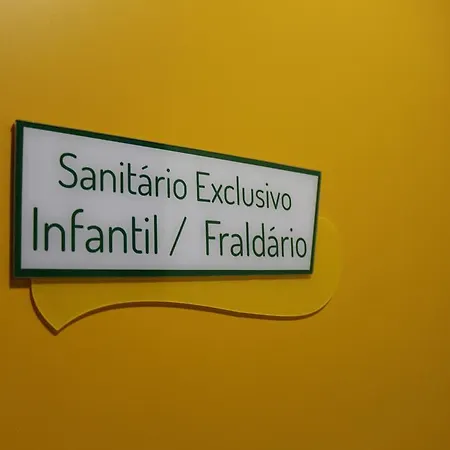 Sanitário Exclusivo
Infantil / Fraldário